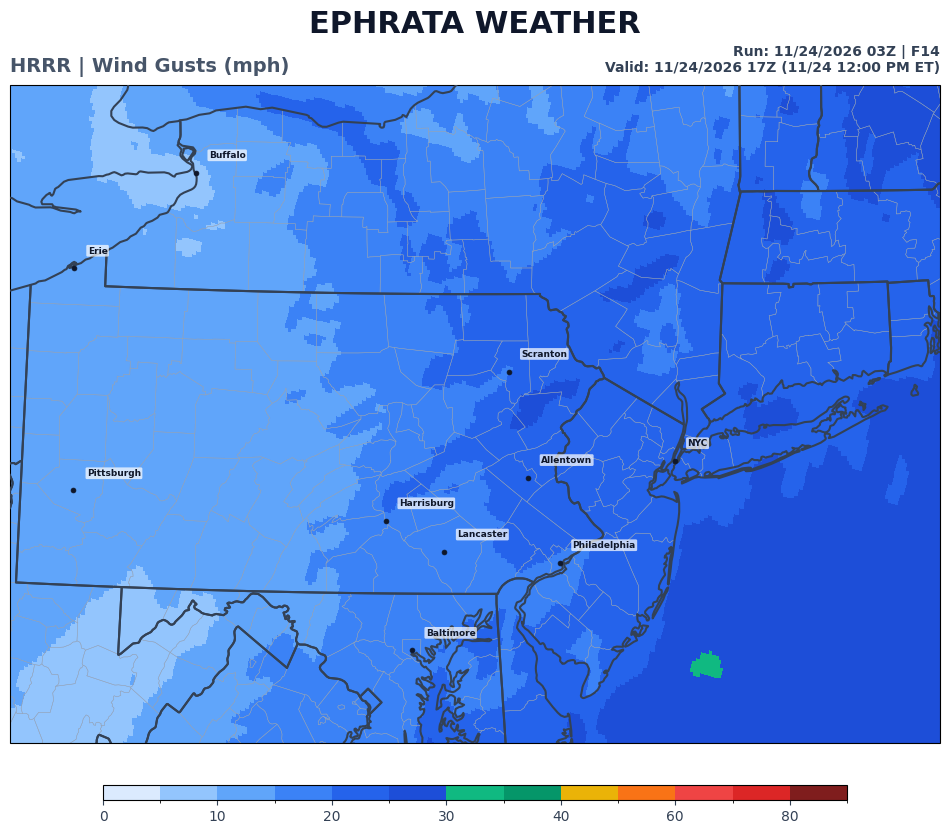 EPHRATA WEATHER
HRRR | Wind Gusts (mph)
Run: 11/24/2026 03Z | F14
Valid: 11/24/2026 17Z (11/24 12:00 PM ET)
Buffalo
Erie
Scranton
NYC
Allentown
Pittsburgh
Harrisburg
Lancaster
Philadelphia
Baltimore
0 10 20 30 40 50 60 70 80